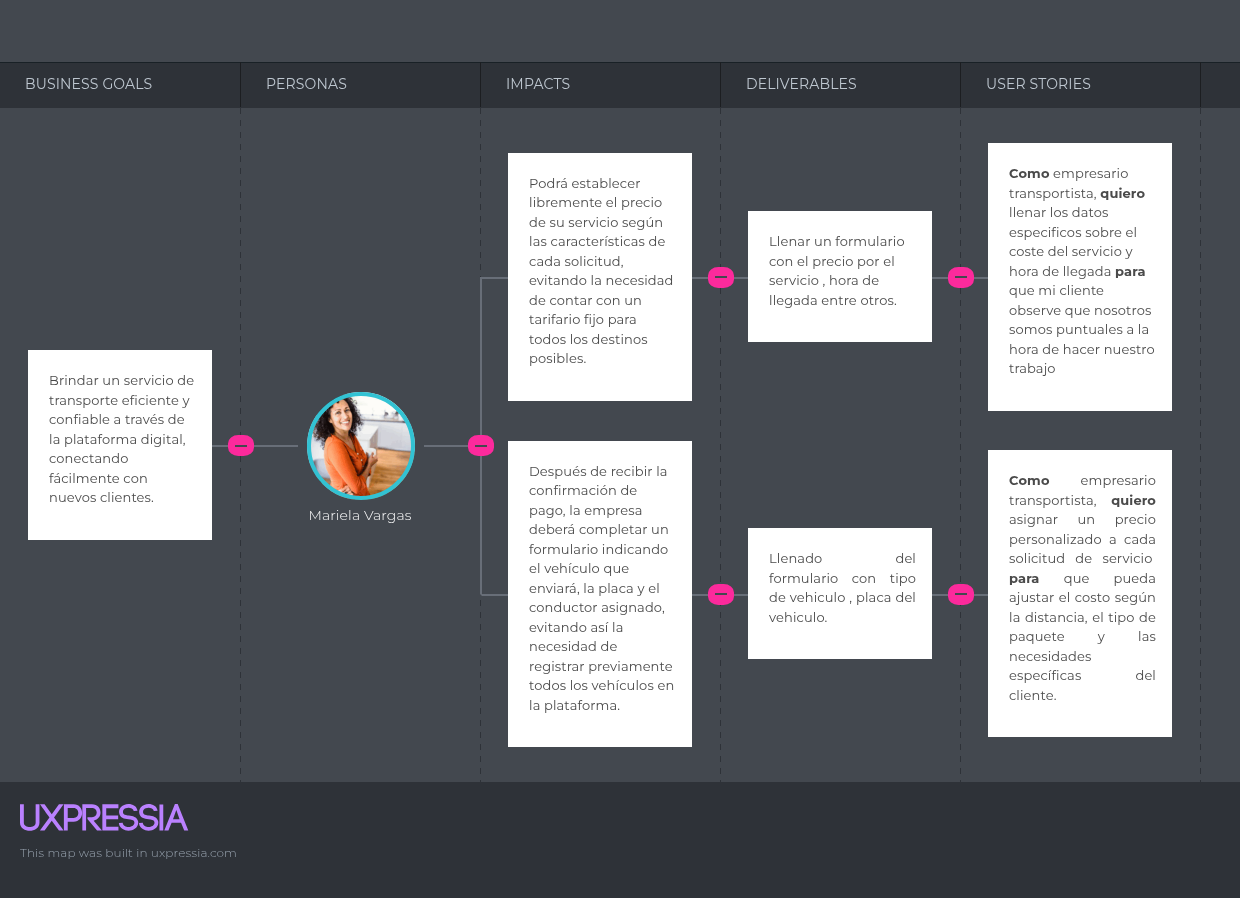 BUSINESS GOALS
PERSONAS
IMPACTS
DELIVERABLES
USER STORIES
Brindar un servicio de
transporte eficiente y
confiable a través de
la plataforma digital,
conectando
fácilmente con
nuevos clientes.
Mariela Vargas
Podrá establecer
libremente el precio
de su servicio según
las características de
cada solicitud,
evitando la necesidad
de contar con un
tarifario fijo para
todos los destinos
posibles.
Llenar un formulario
con el precio por el
servicio , hora de
llegada entre otros.
Como empresario
transportista, quiero
llenar los datos
especificos sobre el
coste del servicio y
hora de llegada para
que mi cliente
observe que nosotros
somos puntuales a la
hora de hacer nuestro
trabajo
Después de recibir la
confirmación de
pago, la empresa
deberá completar un
formulario indicando
el vehículo que
enviará, la placa y el
conductor asignado,
evitando así la
necesidad de
registrar previamente
todos los vehículos en
la plataforma.
Llenado del
formulario con tipo
de vehiculo , placa del
vehiculo.
Como empresario
transportista, quiero
asignar un precio
personalizado a cada
solicitud de servicio
para que pueda
ajustar el costo según
la distancia, el tipo de
paquete y las
necesidades
específicas del
cliente.
UXPRESSIA
This map was built in uxpressia.com